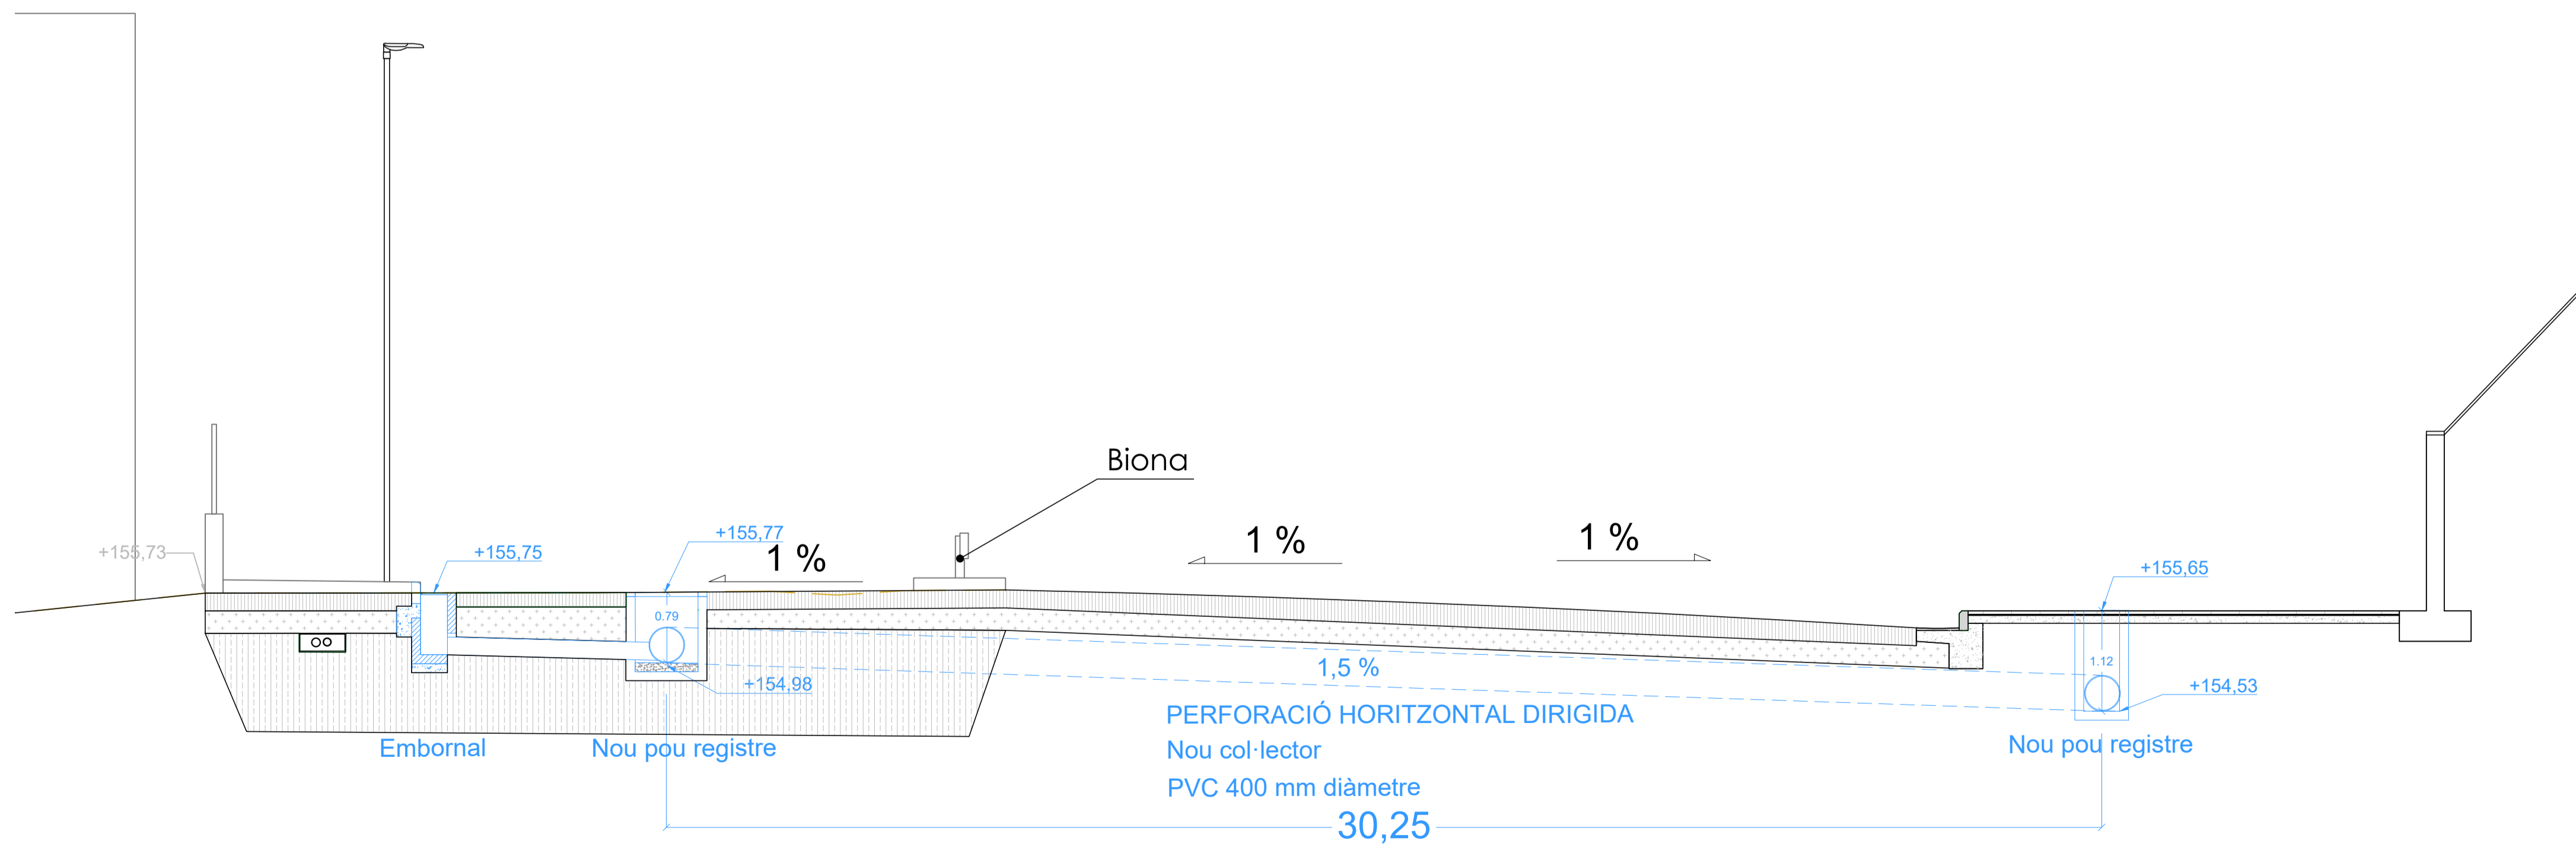 Biona
+155,73
+155,75
+155,77
1 %
1 %
1 %
+155,65
0.79
1.12
1,5 %
+154,98
+154,53
PERFORACIÓ HORITZONTAL DIRIGIDA
Embornal
Nou pou registre
Nou col·lector
Nou pou registre
PVC 400 mm diàmetre
30,25